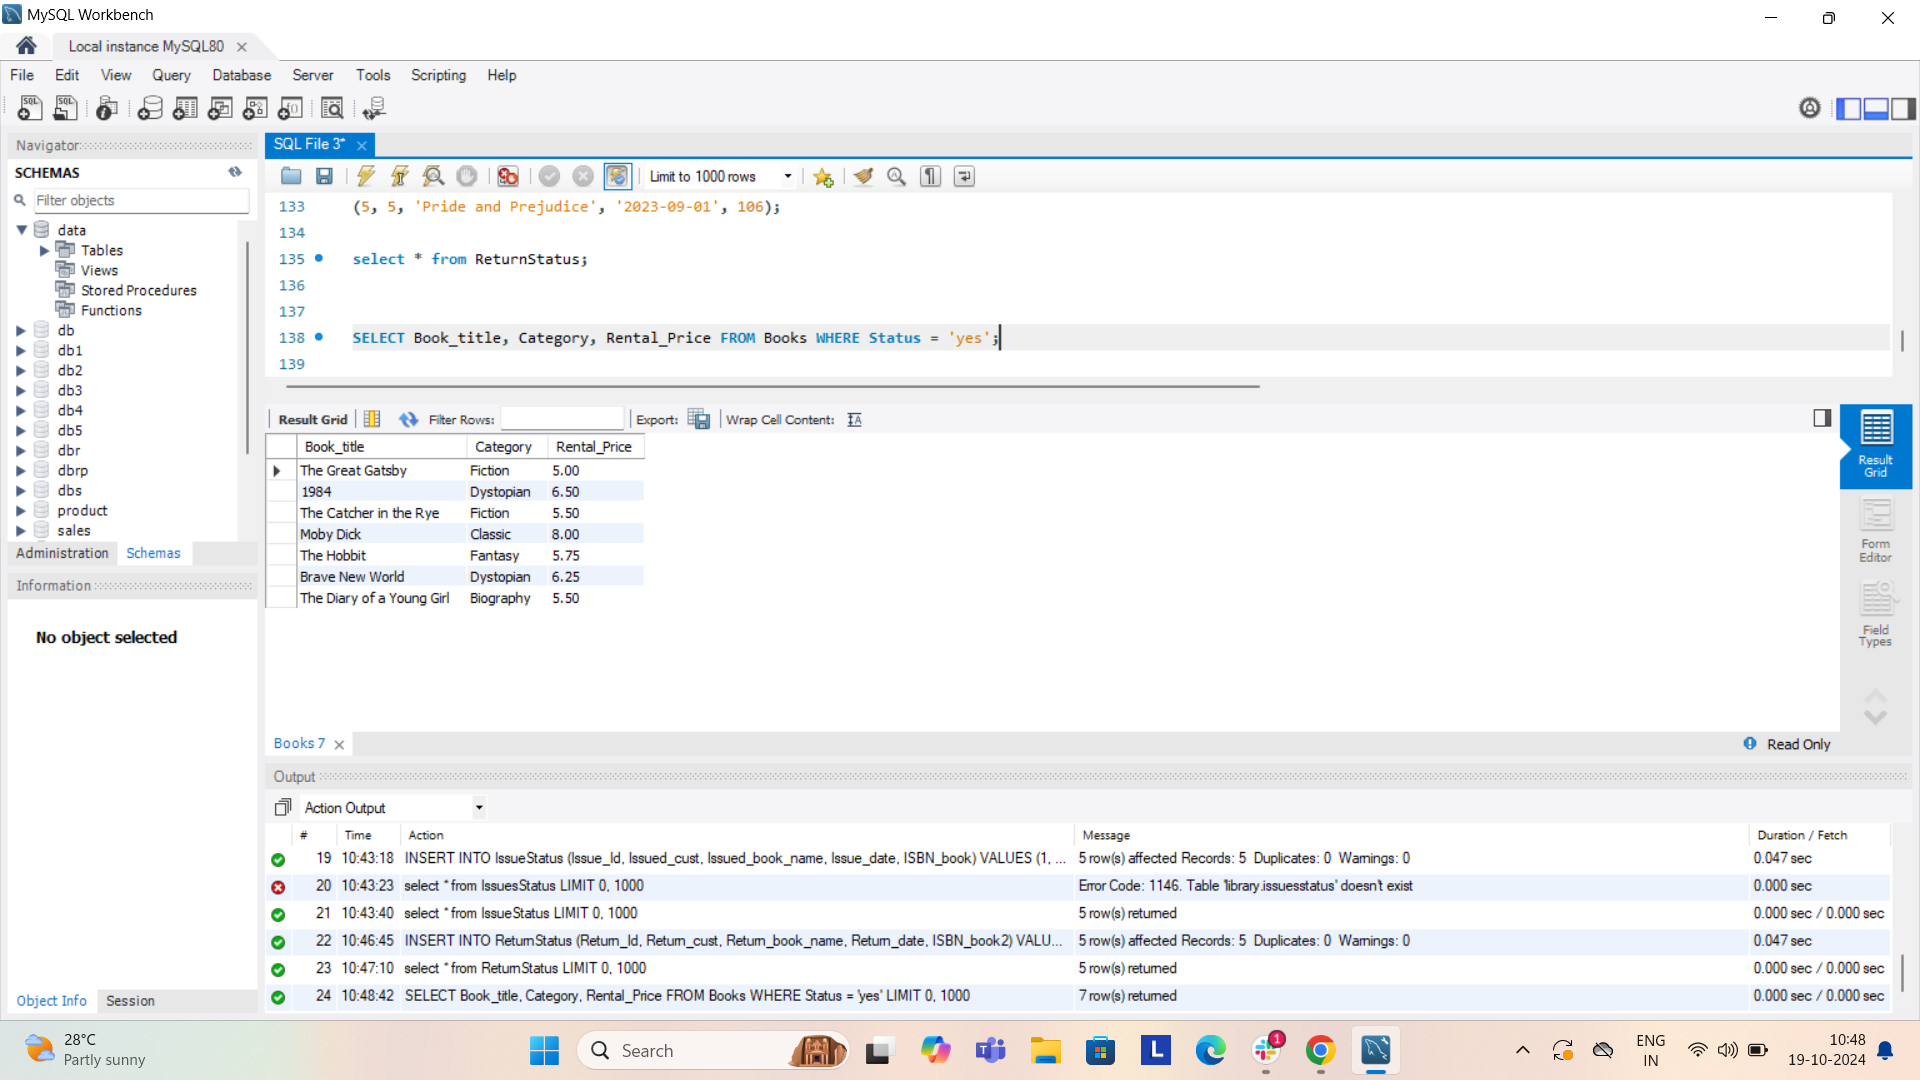 MySQL Workbench
Local instance MySQL80
File Edit View Query Database Server Tools Scripting Help
Navigator
SQL File 3*
SCHEMAS
Limit to 1000 rows
Filter objects
data
Tables
Views
Stored Procedures
Functions
db
db1
db2
db3
db4
db5
dbr
dbrp
dbs
product
sales
Administration Schemas
Information
No object selected
Object Info Session
133 (5, 5, 'Pride and Prejudice', '2023-09-01', 106);
134
135 select * from ReturnStatus;
136
137
138 SELECT Book_title, Category, Rental_Price FROM Books WHERE Status = 'yes';
139
Result Grid Filter Rows: Export: Wrap Cell Content:
Book_title Category Rental_Price
The Great Gatsby Fiction 5.00
1984 Dystopian 6.50
The Catcher in the Rye Fiction 5.50
Moby Dick Classic 8.00
The Hobbit Fantasy 5.75
Brave New World Dystopian 6.25
The Diary of a Young Girl Biography 5.50
Result
Grid
Form
Editor
Field
Types
Books 7
Read Only
Output
Action Output
# Time Action Message Duration / Fetch
19 10:43:18 INSERT INTO IssueStatus (Issue_Id, Issued_cust, Issued_book_name, Issue_date, ISBN_book) VALUES (1, ... 5 row(s) affected Records: 5 Duplicates: 0 Warnings: 0 0.047 sec
20 10:43:23 select * from IssuesStatus LIMIT 0, 1000 Error Code: 1146. Table 'library.issuesstatus' doesn't exist 0.000 sec
21 10:43:40 select * from IssueStatus LIMIT 0, 1000 5 row(s) returned 0.000 sec / 0.000 sec
22 10:46:45 INSERT INTO ReturnStatus (Return_Id, Return_cust, Return_book_name, Return_date, ISBN_book2) VALU... 5 row(s) affected Records: 5 Duplicates: 0 Warnings: 0 0.047 sec
23 10:47:10 select * from ReturnStatus LIMIT 0, 1000 5 row(s) returned 0.000 sec / 0.000 sec
24 10:48:42 SELECT Book_title, Category, Rental_Price FROM Books WHERE Status = 'yes' LIMIT 0, 1000 7 row(s) returned 0.000 sec / 0.000 sec
28°C
Partly sunny
Search
L
1
ENG
IN
10:48
19-10-2024